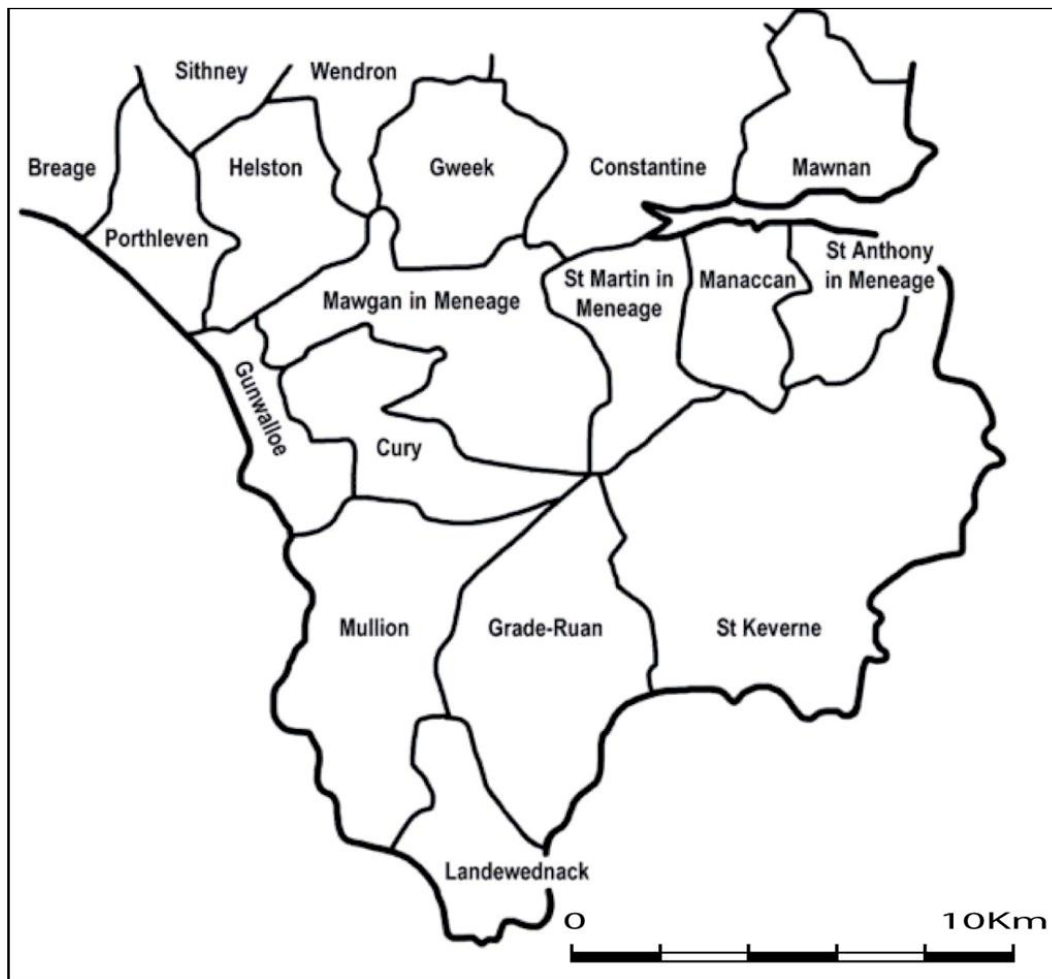 Sithney
Wendron
Breage
Helston
Gweek
Constantine
Mawnan
Porthleven
St Anthony
in Meneage
Mawgan in Meneage
St Martin in
Meneage
Manaccan
Gunwalloe
Cury
Mullion
Grade-Ruan
St Keverne
Landewednack
0
10Km